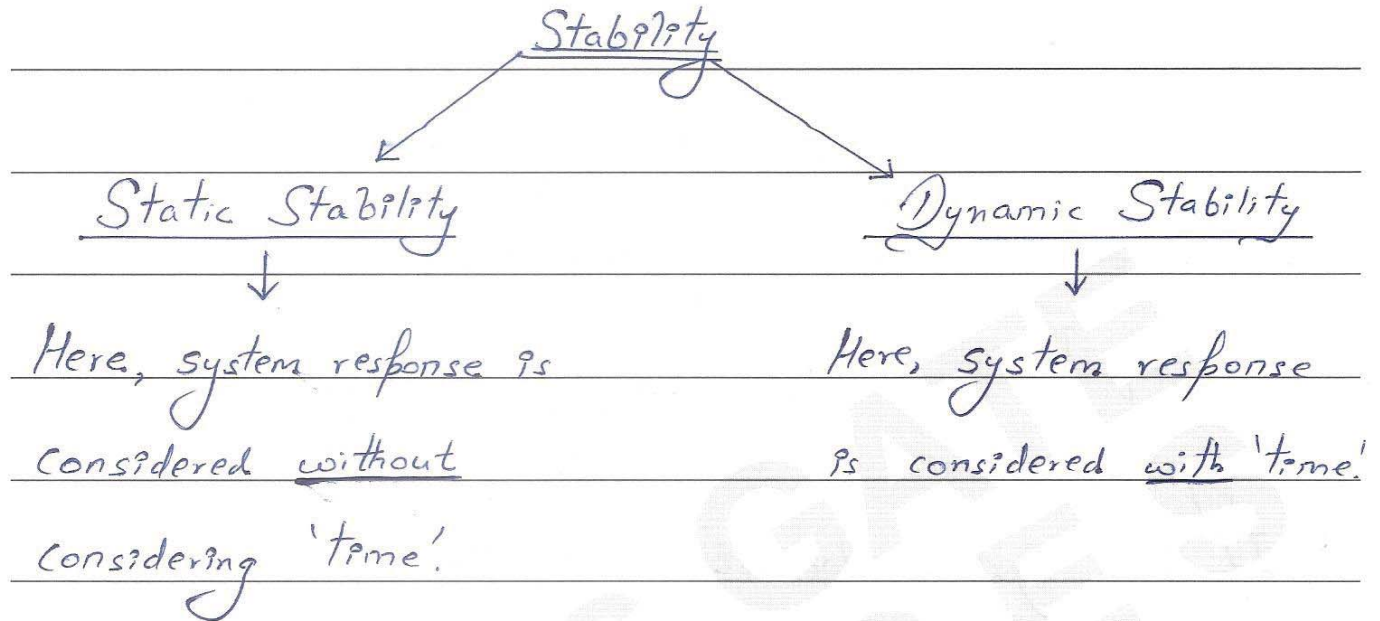 Stability
Static Stability
Dynamic Stability
Here, system response is
considered without
considering 'time'.
Here, system response
is considered with 'time'.
GATE